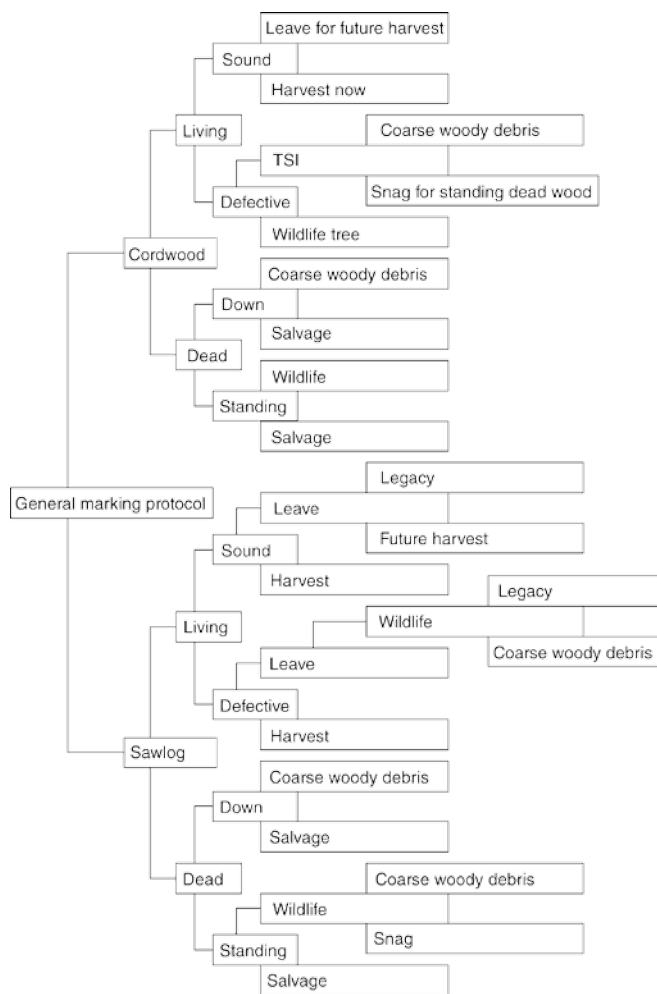 Leave for future harvest
Sound
Harvest now
Living
Coarse woody debris
TSI
Snag for standing dead wood
Defective
Wildlife tree
Cordwood
Coarse woody debris
Down
Salvage
Dead
Wildlife
Standing
Salvage
Legacy
General marking protocol
Leave
Future harvest
Sound
Harvest
Legacy
Living
Wildlife
Coarse woody debris
Leave
Defective
Harvest
Sawlog
Coarse woody debris
Down
Salvage
Dead
Coarse woody debris
Wildlife
Snag
Standing
Salvage